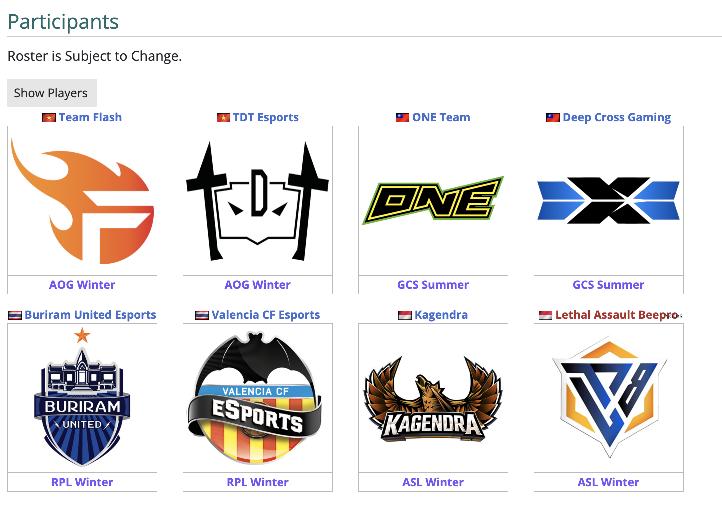 Participants
Roster is Subject to Change.
Show Players
Team Flash
TDT Esports
ONE Team
Deep Cross Gaming
D
ONE
AOG Winter
AOG Winter
GCS Summer
GCS Summer
Buriram United Esports
Valencia CF Esports
Kagendra
Lethal Assault
BURIRAM
UNITED
VALENCIA CF
ESPORTS
KAGENDRA
RPL Winter
RPL Winter
ASL Winter
ASL Winter